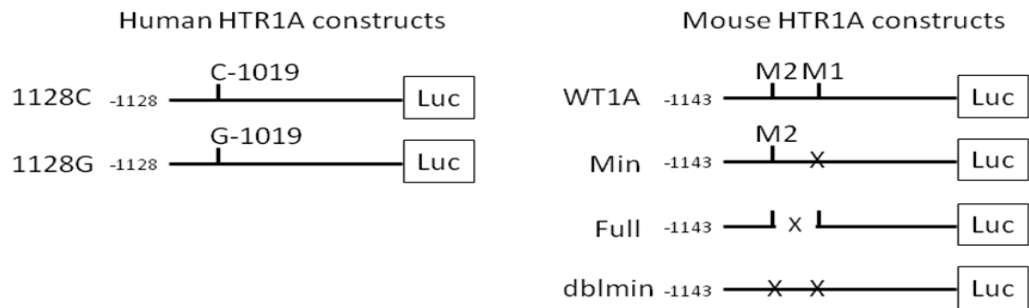 Human HTR1A constructs
C-1019
1128C -1128 Luc
G-1019
1128G -1128 Luc
Mouse HTR1A constructs
M2 M1
WT1A -1143 Luc
M2
Min -1143 X Luc
Full -1143 X Luc
dblmin -1143 X X Luc